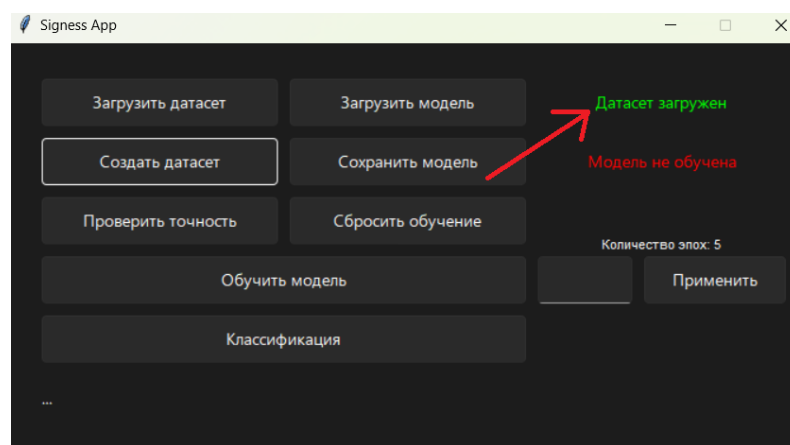 Signess App
Загрузить датасет
Загрузить модель
Датасет загружен
Создать датасет
Сохранить модель
Модель не обучена
Проверить точность
Сбросить обучение
Количество эпох: 5
Обучить модель
Применить
Классификация
...